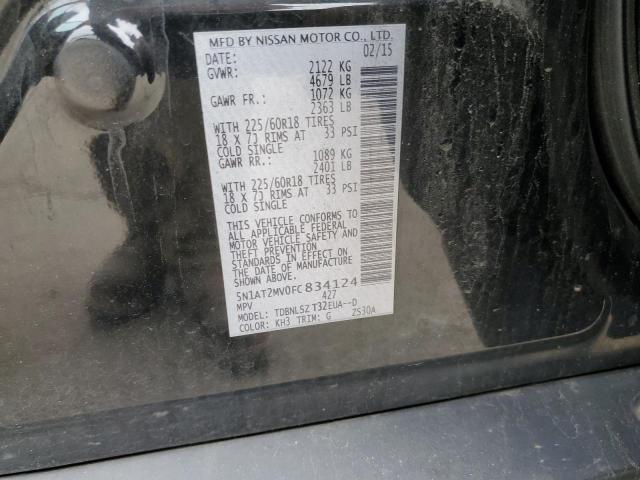 MFD BY NISSAN MOTOR CO., LTD.
DATE: 02/15
GVWR: 2122 KG
4679 LB
GAWR FR.: 1072 KG
2363 LB
WITH 225/60R18 TIRES
18 X 7J RIMS AT 33 PSI
COLD SINGLE
GAWR RR.: 1089 KG
2401 LB
WITH 225/60R18 TIRES
18 X 7J RIMS AT 33 PSI
COLD SINGLE
THIS VEHICLE CONFORMS TO
ALL APPLICABLE FEDERAL
MOTOR VEHICLE SAFETY AND
THEFT PREVENTION
STANDARDS IN EFFECT ON
THE DATE OF MANUFACTURE
SHOWN ABOVE.
5N1AT2MV0FC834124
MPV 427
MODEL: TDBNLSZ T32EUA--D
COLOR: KH3 TRIM: G ZS30A